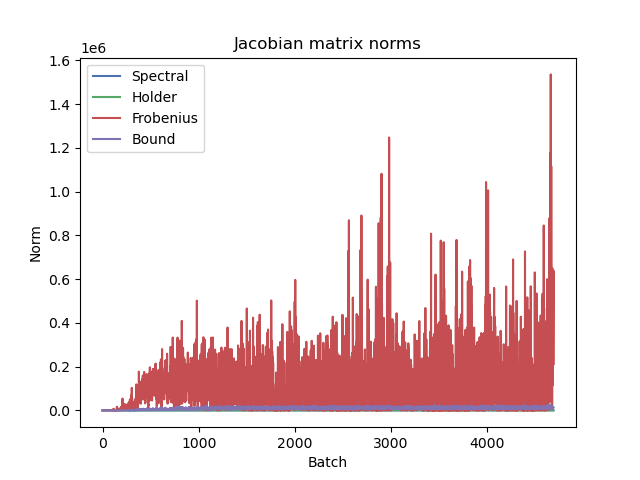 Jacobian matrix norms
1e6
1.6
1.4
1.2
1.0
0.8
0.6
0.4
0.2
0.0
Norm
Spectral
Holder
Frobenius
Bound
0 1000 2000 3000 4000
Batch